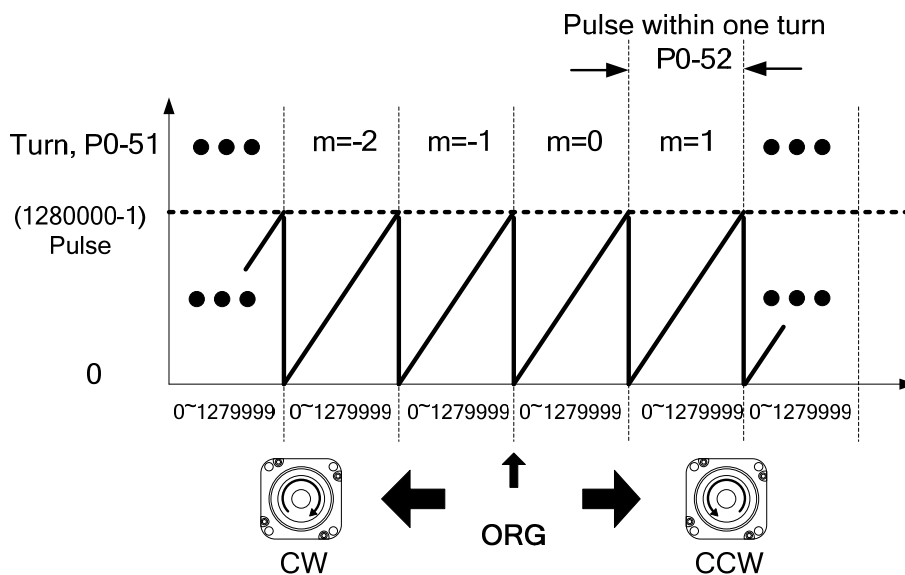 Pulse within one turn
P0-52
Turn, P0-51
m=-2
m=-1
m=0
m=1
(1280000-1)
Pulse
0
0~1279999
0~1279999
0~1279999
0~1279999
0~1279999
0~1279999
ORG
CW
CCW